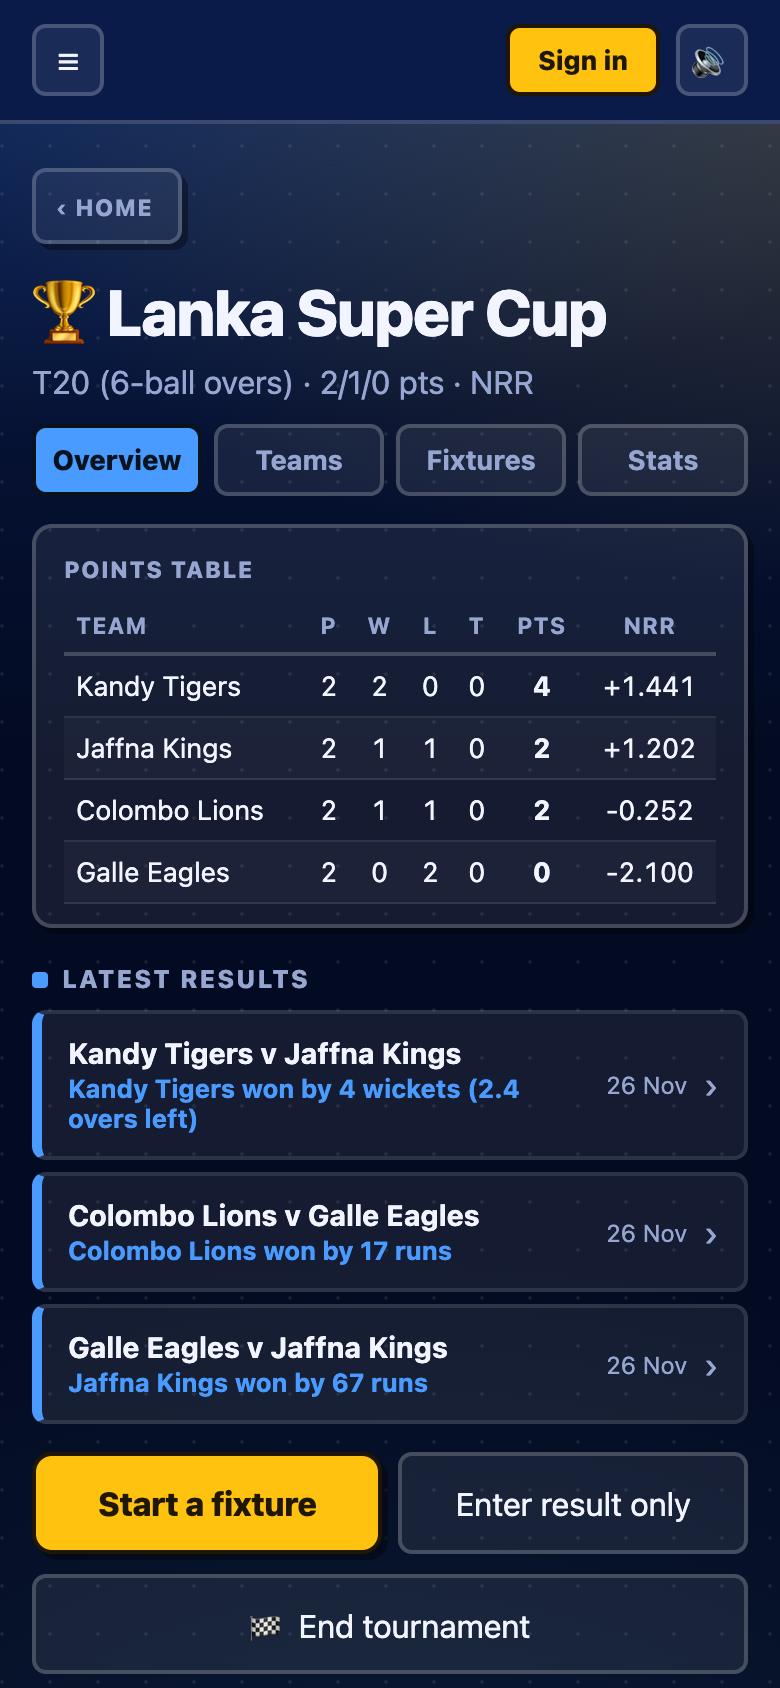 ≡
Sign in
‹ HOME
Lanka Super Cup
T20 (6-ball overs) · 2/1/0 pts · NRR
Overview Teams Fixtures Stats
POINTS TABLE
TEAM P W L T PTS NRR
Kandy Tigers 2 2 0 0 4 +1.441
Jaffna Kings 2 1 1 0 2 +1.202
Colombo Lions 2 1 1 0 2 -0.252
Galle Eagles 2 0 2 0 0 -2.100
LATEST RESULTS
Kandy Tigers v Jaffna Kings
Kandy Tigers won by 4 wickets (2.4
overs left)
26 Nov ›
Colombo Lions v Galle Eagles
Colombo Lions won by 17 runs
26 Nov ›
Galle Eagles v Jaffna Kings
Jaffna Kings won by 67 runs
26 Nov ›
Start a fixture
Enter result only
End tournament